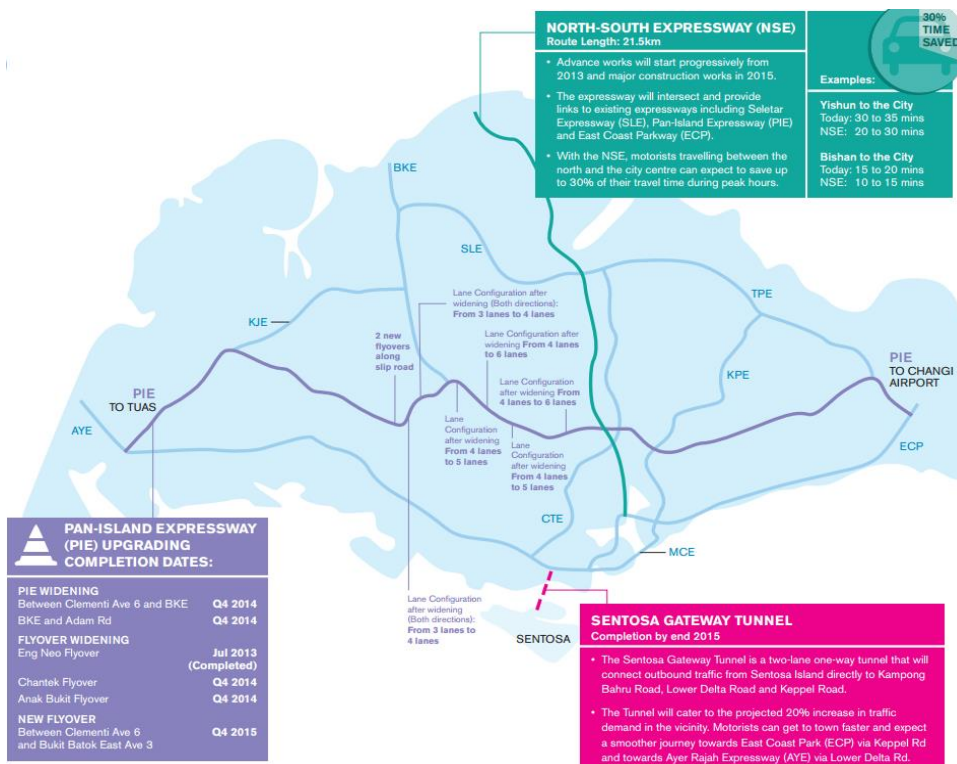 NORTH-SOUTH EXPRESSWAY (NSE)
Route Length: 21.5km
• Advance works will start progressively from
2013 and major construction works in 2015.
• The expressway will intersect and provide
links to existing expressways including Seletar
Expressway (SLE), Pan-Island Expressway (PIE)
and East Coast Parkway (ECP).
• With the NSE, motorists travelling between the
north and the city centre can expect to save up
to 30% of their travel time during peak hours.
30%
TIME
SAVED
Examples:
Yishun to the City
Today: 30 to 35 mins
NSE: 20 to 30 mins
Bishan to the City
Today: 15 to 20 mins
NSE: 10 to 15 mins
BKE
SLE
TPE
KJE
KPE
Lane Configuration after
widening (Both directions):
From 3 lanes to 4 lanes
2 new
flyovers
along
slip road
Lane Configuration after
widening From 4 lanes
to 6 lanes
Lane Configuration after
widening From
4 lanes to 6 lanes
PIE
TO CHANGI
AIRPORT
PIE
TO TUAS
AYE
Lane
Configuration
after widening
From 4 lanes
to 5 lanes
Lane
Configuration
after widening
From 4 lanes
to 5 lanes
ECP
CTE
MCE
Lane Configuration
after widening
(Both directions):
From 3 lanes to
4 lanes
SENTOSA
PAN-ISLAND EXPRESSWAY
(PIE) UPGRADING
COMPLETION DATES:
PIE WIDENING
Between Clementi Ave 6 and BKE Q4 2014
BKE and Adam Rd Q4 2014
FLYOVER WIDENING
Eng Neo Flyover Jul 2013
(Completed)
Chantek Flyover Q4 2014
Anak Bukit Flyover Q4 2014
NEW FLYOVER
Between Clementi Ave 6 Q4 2015
and Bukit Batok East Ave 3
SENTOSA GATEWAY TUNNEL
Completion by end 2015
• The Sentosa Gateway Tunnel is a two-lane one-way tunnel that will
connect outbound traffic from Sentosa Island directly to Kampong
Bahru Road, Lower Delta Road and Keppel Road.
• The Tunnel will cater to the projected 20% increase in traffic
demand in the vicinity. Motorists can get to town faster and expect
a smoother journey towards East Coast Park (ECP) via Keppel Rd
and towards Ayer Rajah Expressway (AYE) via Lower Delta Rd.